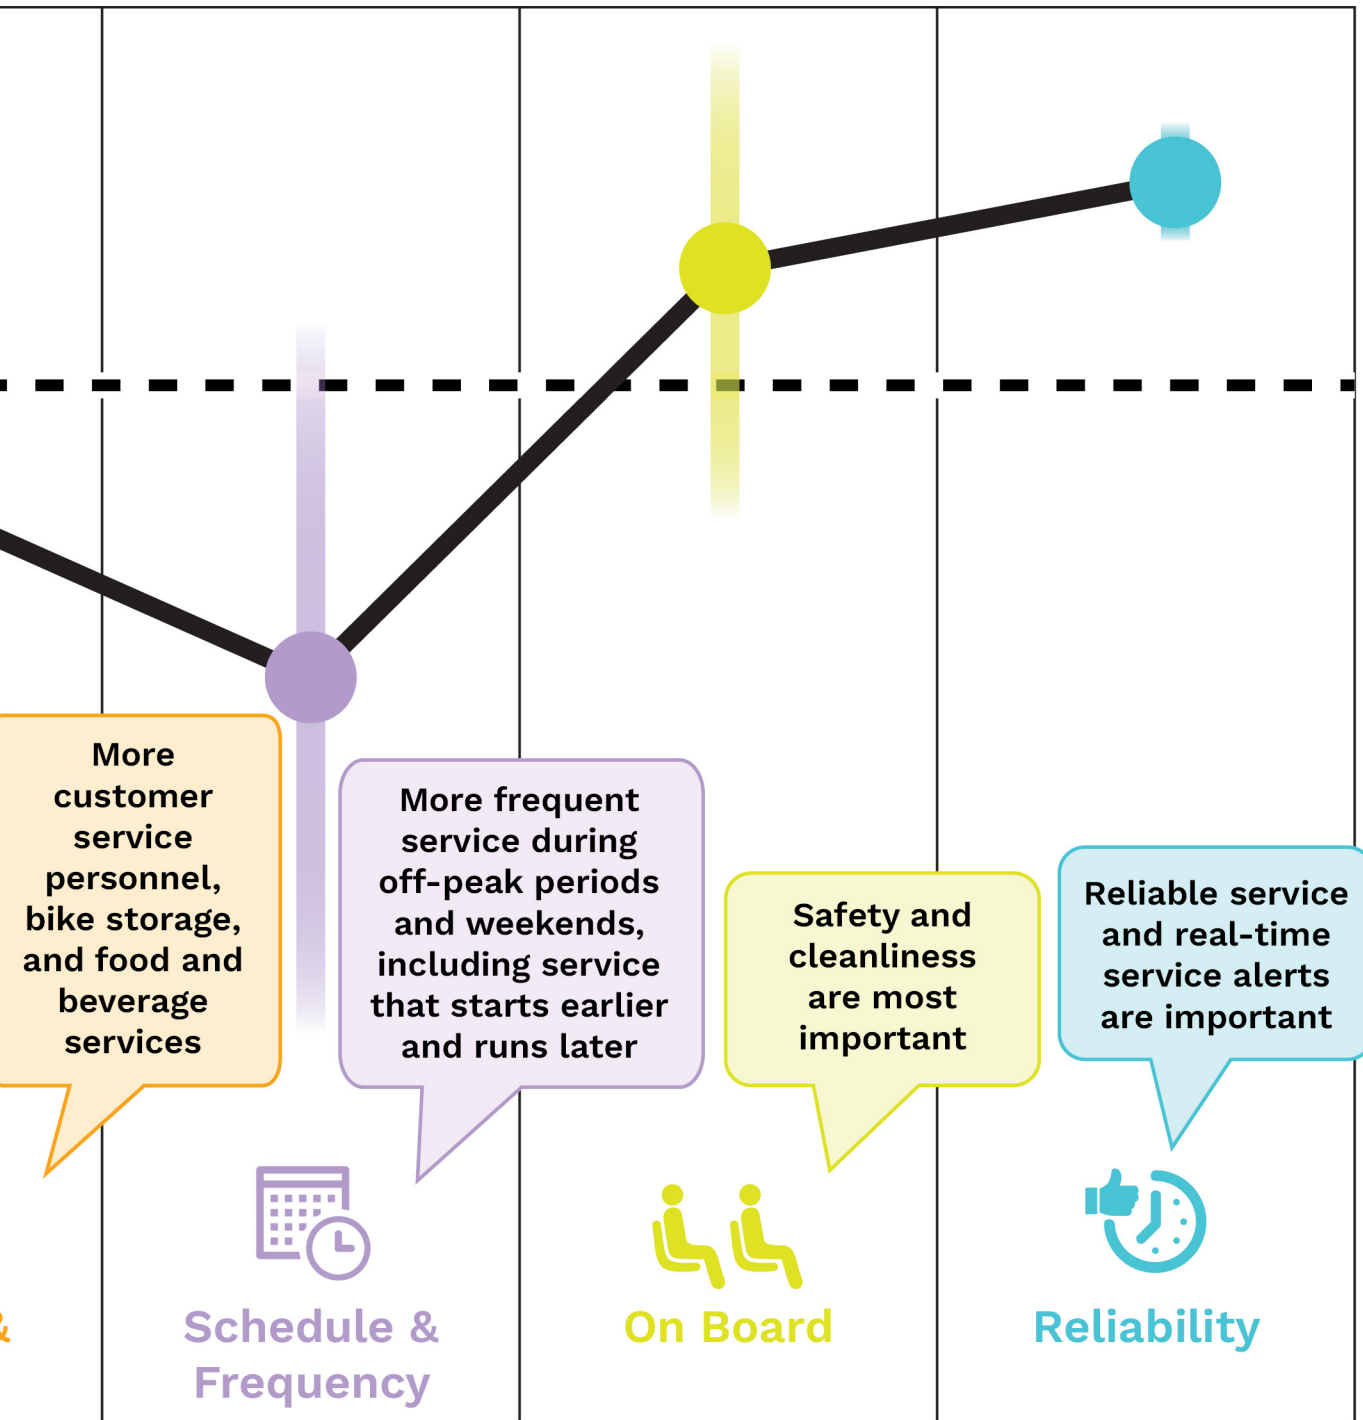 More
customer
service
personnel,
bike storage,
and food and
beverage
services
More frequent
service during
off-peak periods
and weekends,
including service
that starts earlier
and runs later
Safety and
cleanliness
are most
important
Reliable service
and real-time
service alerts
are important
&
Schedule &
Frequency
On Board
Reliability